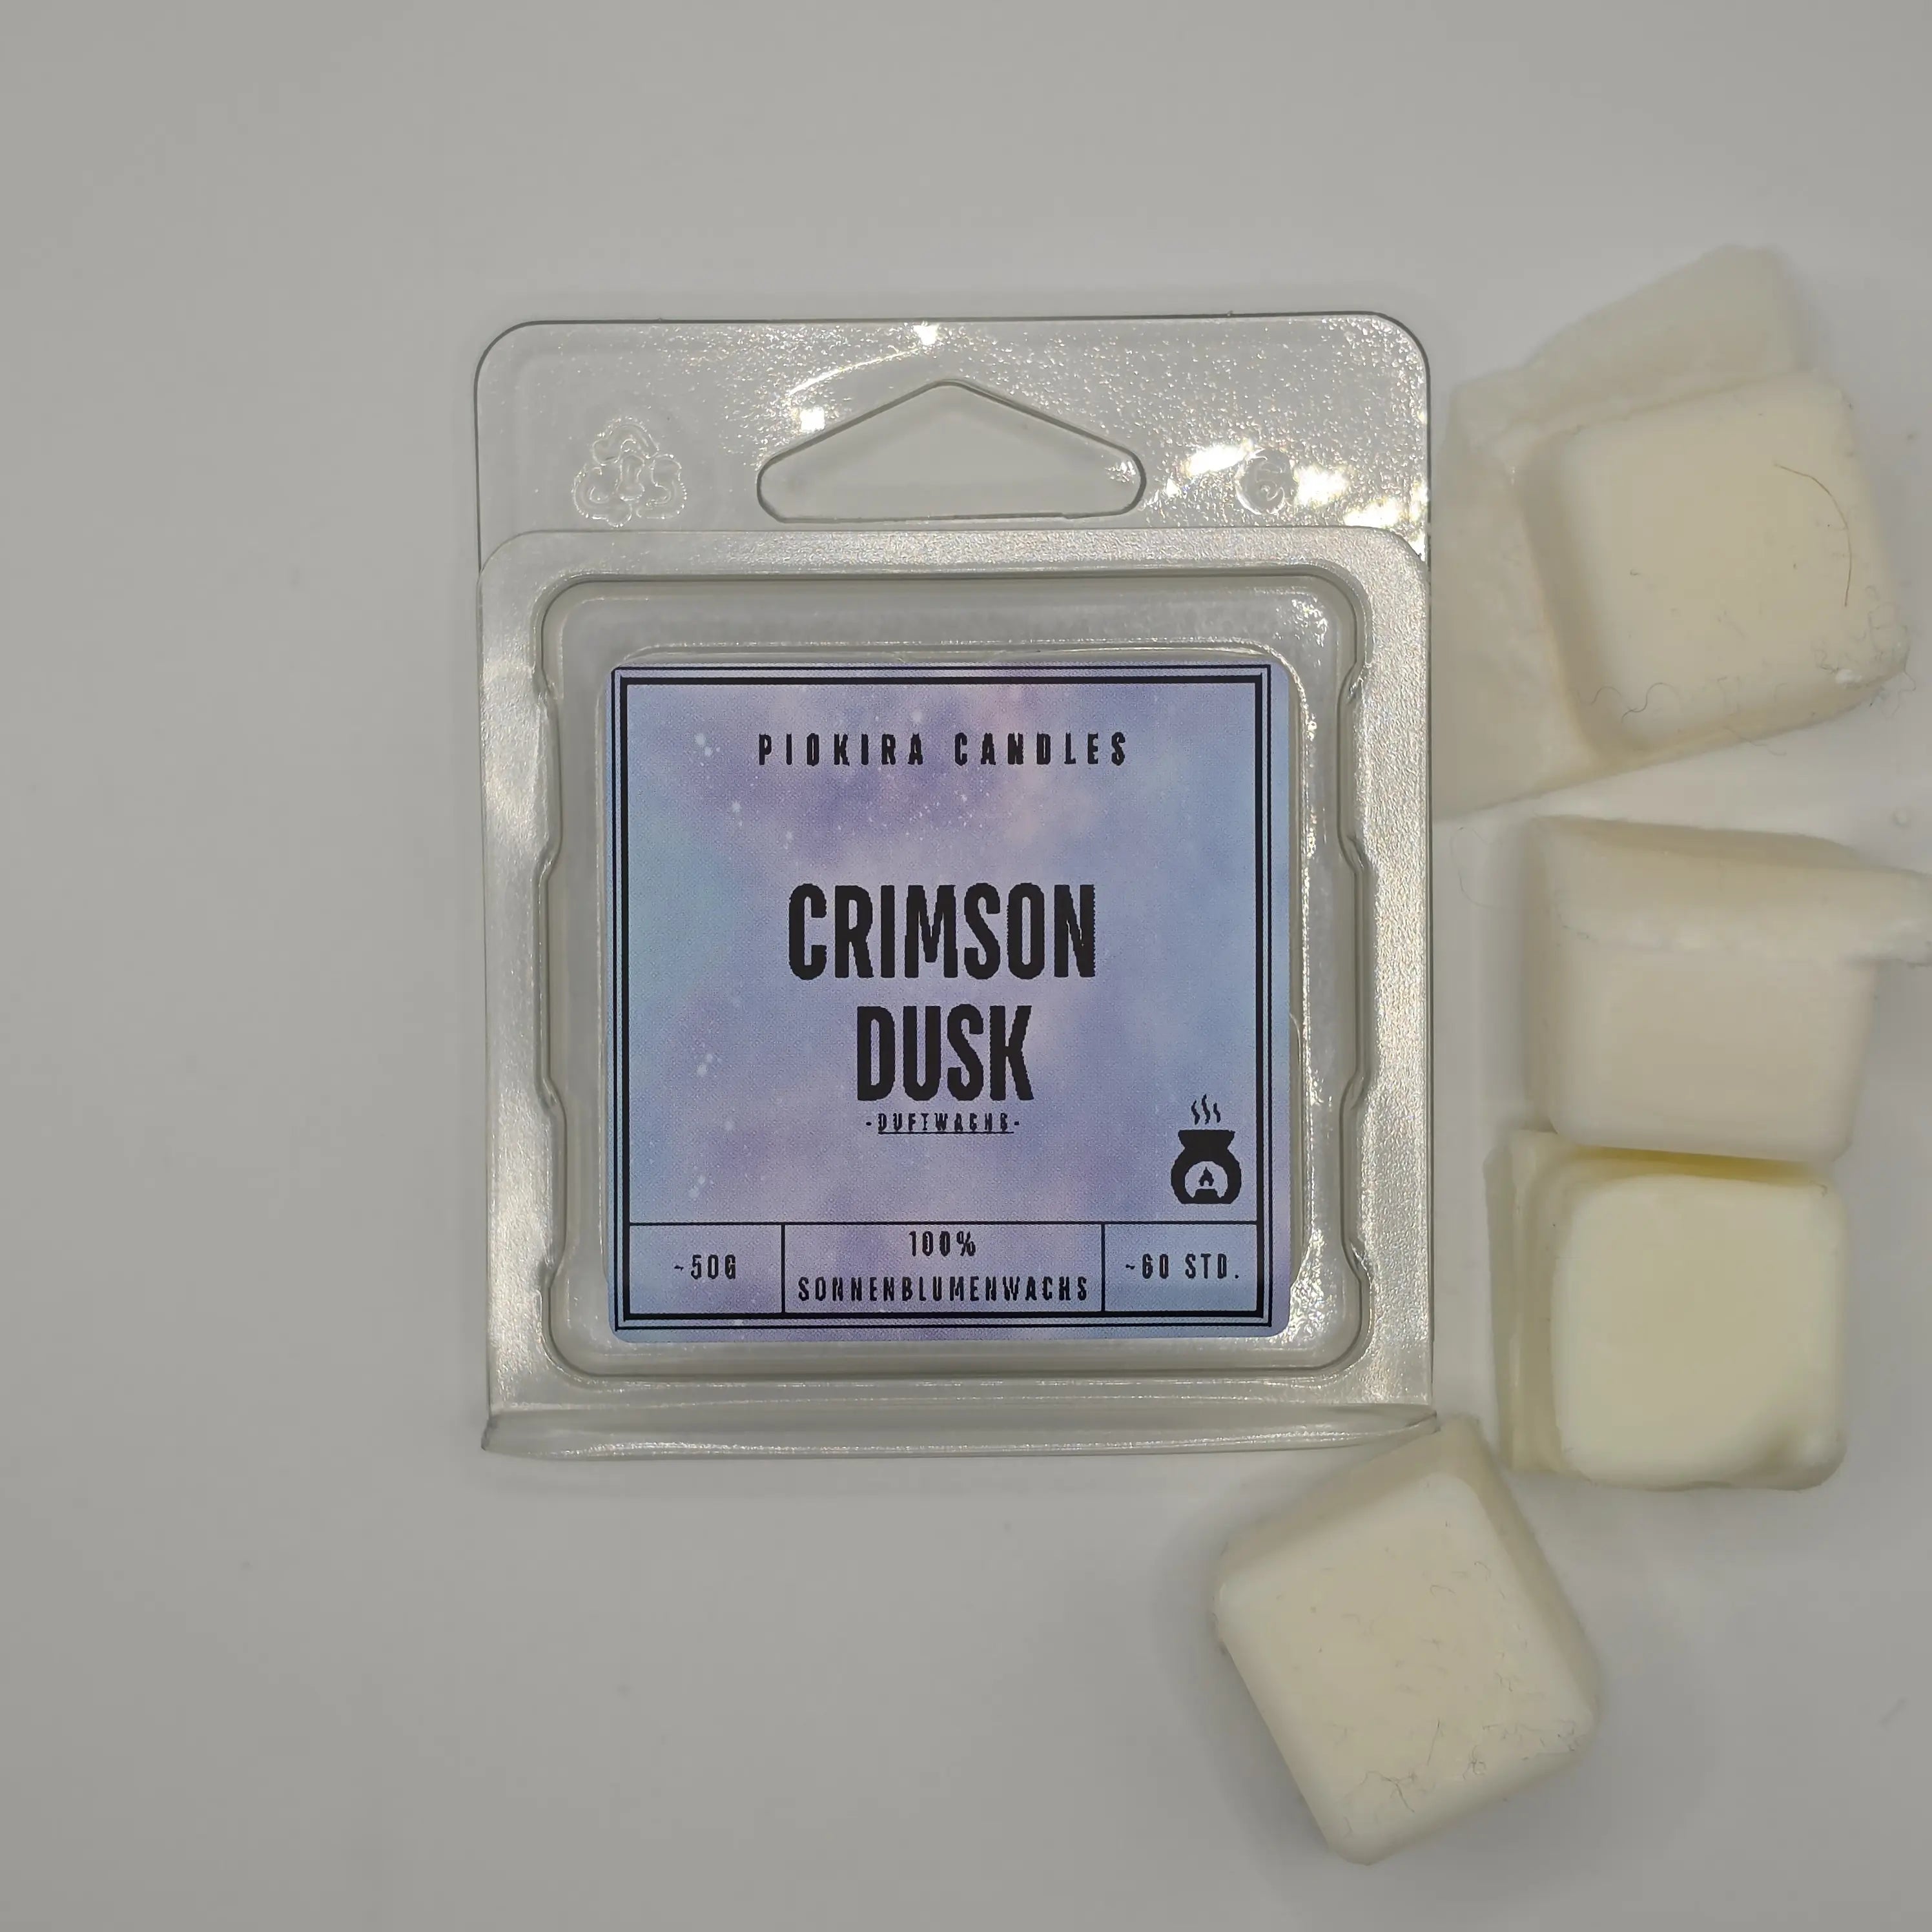 PIOKIRA CANDLES
CRIMSON
DUSK
-DUFTWACHS-
~50G
100%
SONNENBLUMENWACHS
~60 STD.